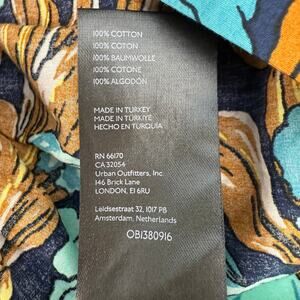 100% COTTON
100% COTON
100% BAUMWOLLE
100% COTONE
100% ALGODÓN
MADE IN TURKEY
MADE IN TÜRKIYE
HECHO EN TURQUÍA
RN 66170
CA 32054
Urban Outfitters, Inc.
146 Brick Lane
LONDON, E1 6RU
Leidsestraat 32, 1017 PB
Amsterdam, Netherlands
OB1380916